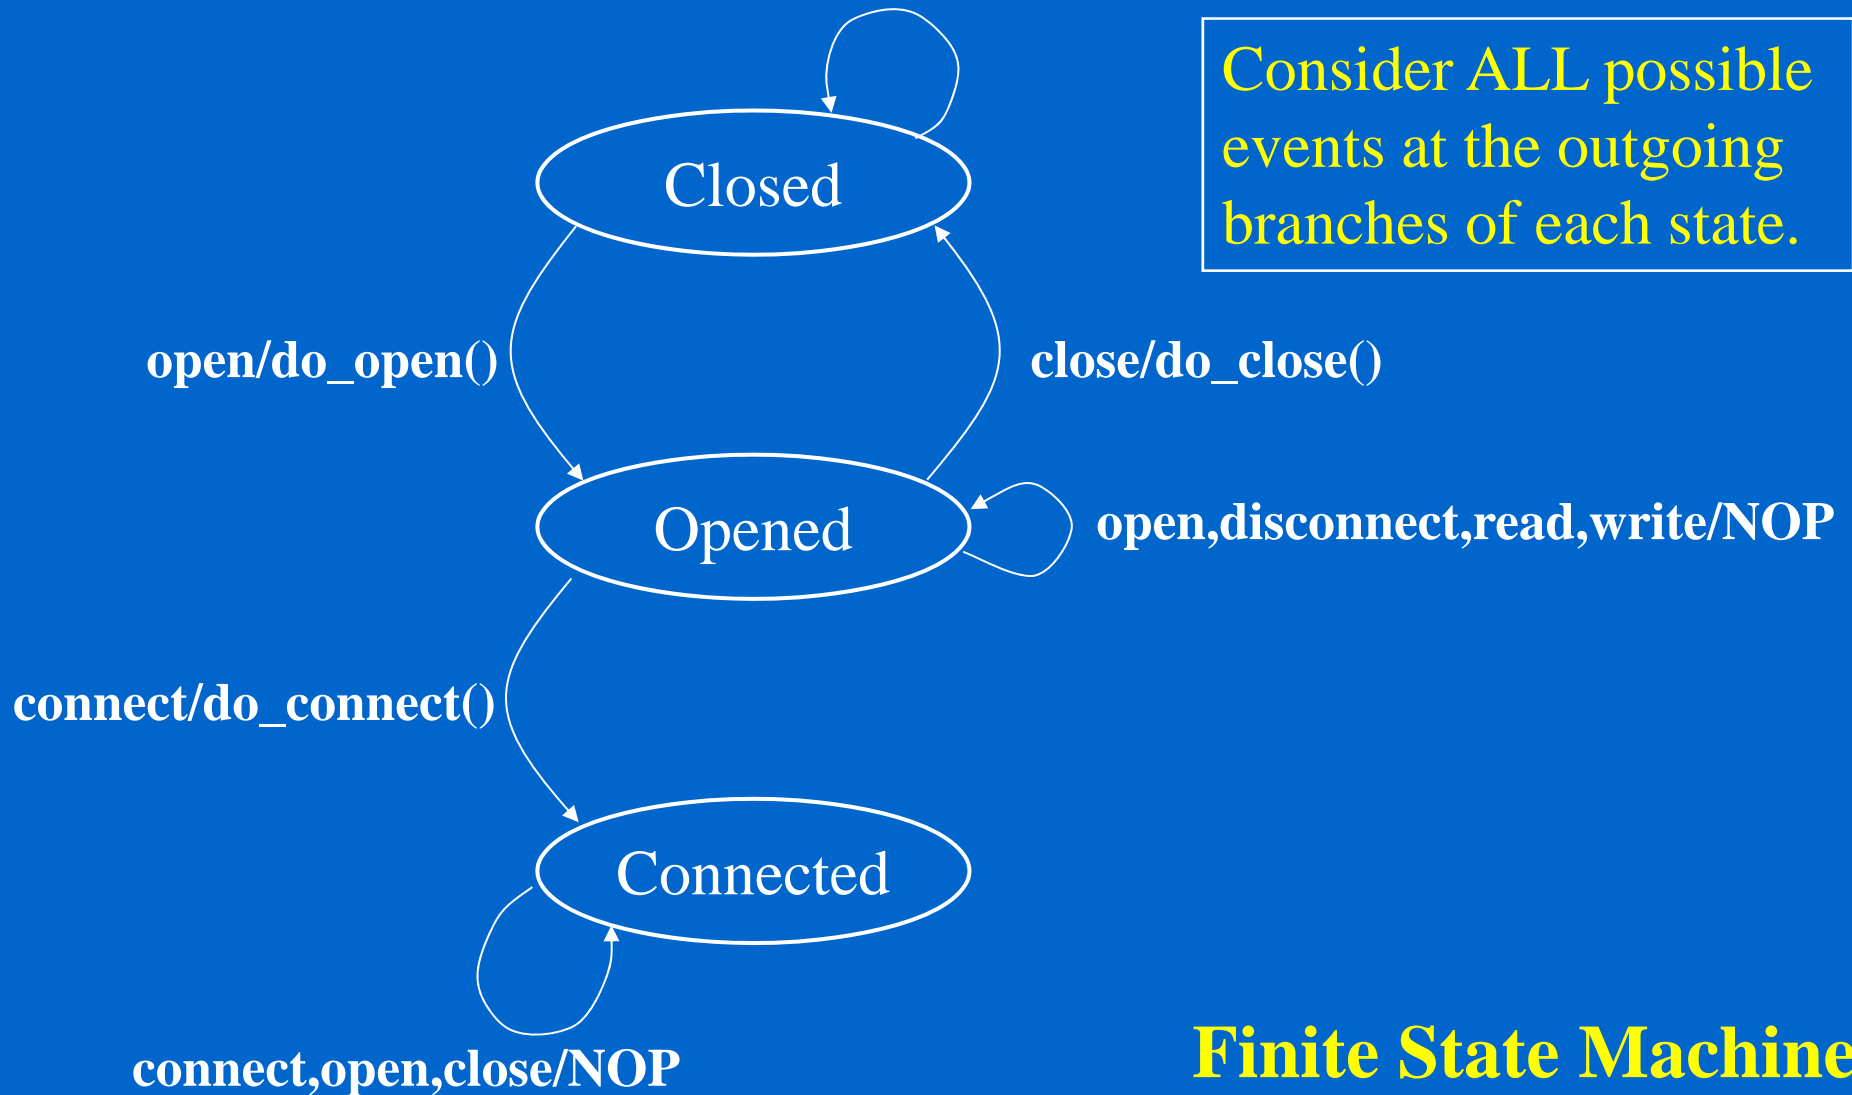 Consider ALL possible
events at the outgoing
branches of each state.
Closed
open/do_open()
close/do_close()
Opened
open,disconnect,read,write/NOP
connect/do_connect()
Connected
connect,open,close/NOP
Finite State Machine